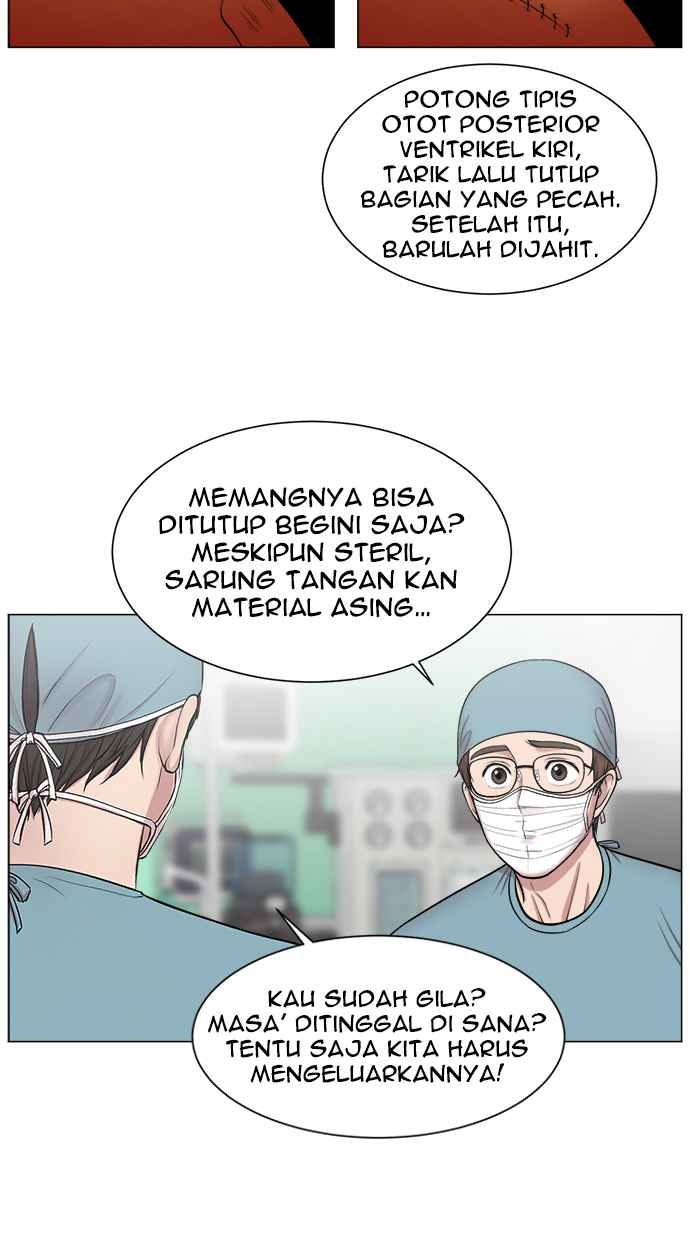 POTONG TIPIS
OTOT POSTERIOR
VENTRIKEL KIRI,
TARIK LALU TUTUP
BAGIAN YANG PECAH.
SETELAH ITU,
BARULAH DIJAHIT.
MEMANGNYA BISA
DITUTUP BEGINI SAJA?
MESKIPUN STERIL,
SARUNG TANGAN KAN
MATERIAL ASING...
KAU SUDAH GILA?
MASA' DITINGGAL DI SANA?
TENTU SAJA KITA HARUS
MENGELUARKANNYA!